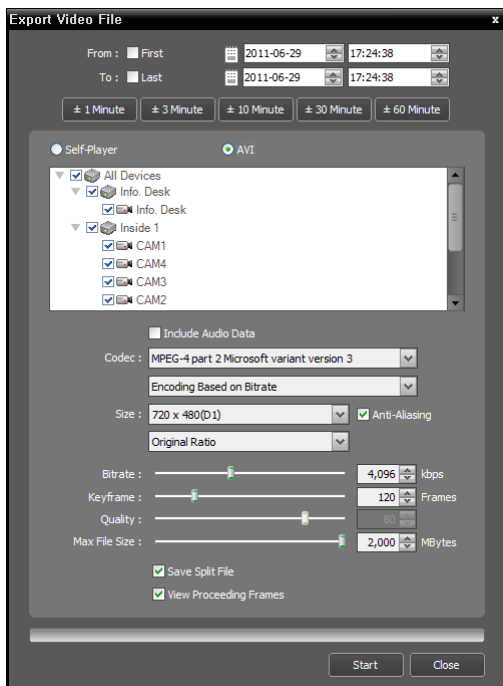 Export Video File x
From : First 2011-06-29 17:24:38
To : Last 2011-06-29 17:24:38
± 1 Minute ± 3 Minute ± 10 Minute ± 30 Minute ± 60 Minute
Self-Player AVI
All Devices
Info. Desk
Info. Desk
Inside 1
CAM1
CAM4
CAM3
CAM2
Include Audio Data
Codec : MPEG-4 part 2 Microsoft variant version 3
Encoding Based on Bitrate
Size : 720 x 480(D1) Anti-Aliasing
Original Ratio
Bitrate : 4,096 kbps
Keyframe : 120 Frames
Quality : 80
Max File Size : 2,000 MBytes
Save Split File
View Proceeding Frames
Start Close